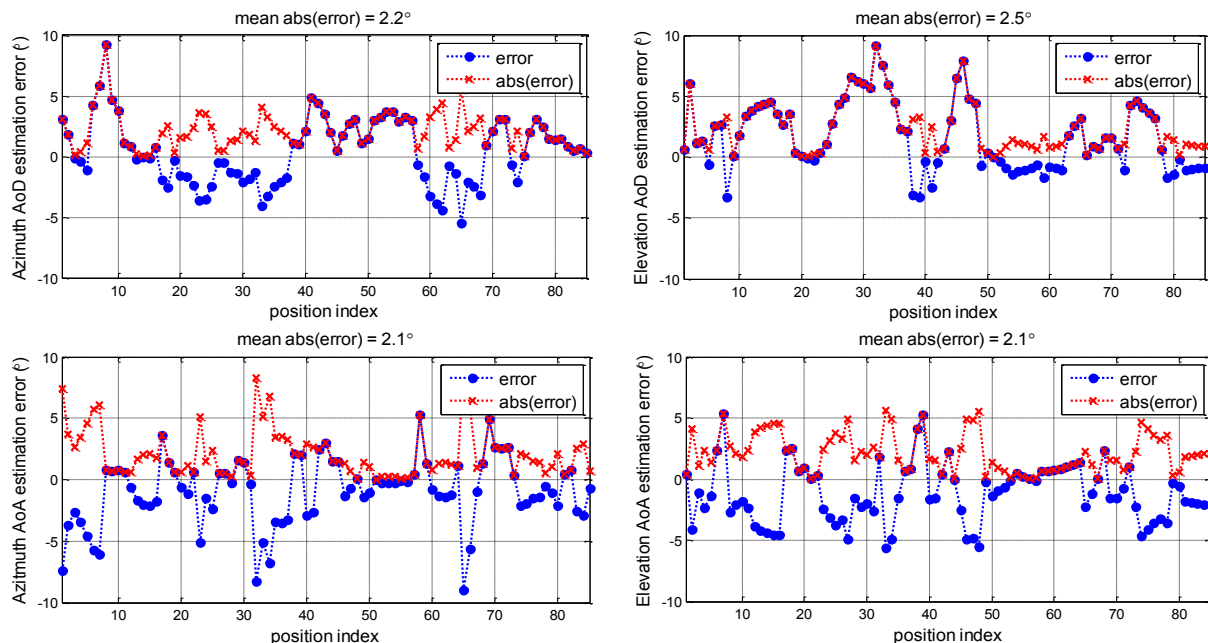 mean abs(error) = 2.2°
10
5
0
-5
-10
Azimuth AoD estimation error (°)
error
abs(error)
10 20 30 40 50 60 70 80
position index
mean abs(error) = 2.5°
10
5
0
-5
-10
Elevation AoD estimation error (°)
error
abs(error)
10 20 30 40 50 60 70 80
position index
mean abs(error) = 2.1°
10
5
0
-5
-10
Azitmuth AoA estimation error (°)
error
abs(error)
10 20 30 40 50 60 70 80
position index
mean abs(error) = 2.1°
10
5
0
-5
-10
Elevation AoA estimation error (°)
error
abs(error)
10 20 30 40 50 60 70 80
position index